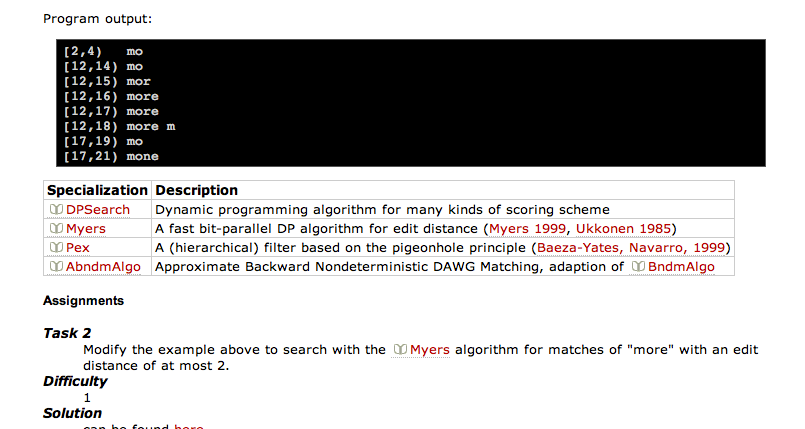 Program output:
[2,4)   mo
[12,14) mo
[12,15) mor
[12,16) more
[12,17) more
[12,18) more m
[17,19) mo
[17,21) mone
Specialization Description
DPSearch Dynamic programming algorithm for many kinds of scoring scheme
Myers A fast bit-parallel DP algorithm for edit distance (Myers 1999, Ukkonen 1985)
Pex A (hierarchical) filter based on the pigeonhole principle (Baeza-Yates, Navarro, 1999)
AbndmAlgo Approximate Backward Nondeterministic DAWG Matching, adaption of BndmAlgo
Assignments
Task 2
Modify the example above to search with the Myers algorithm for matches of "more" with an edit
distance of at most 2.
Difficulty
1
Solution
can be found here